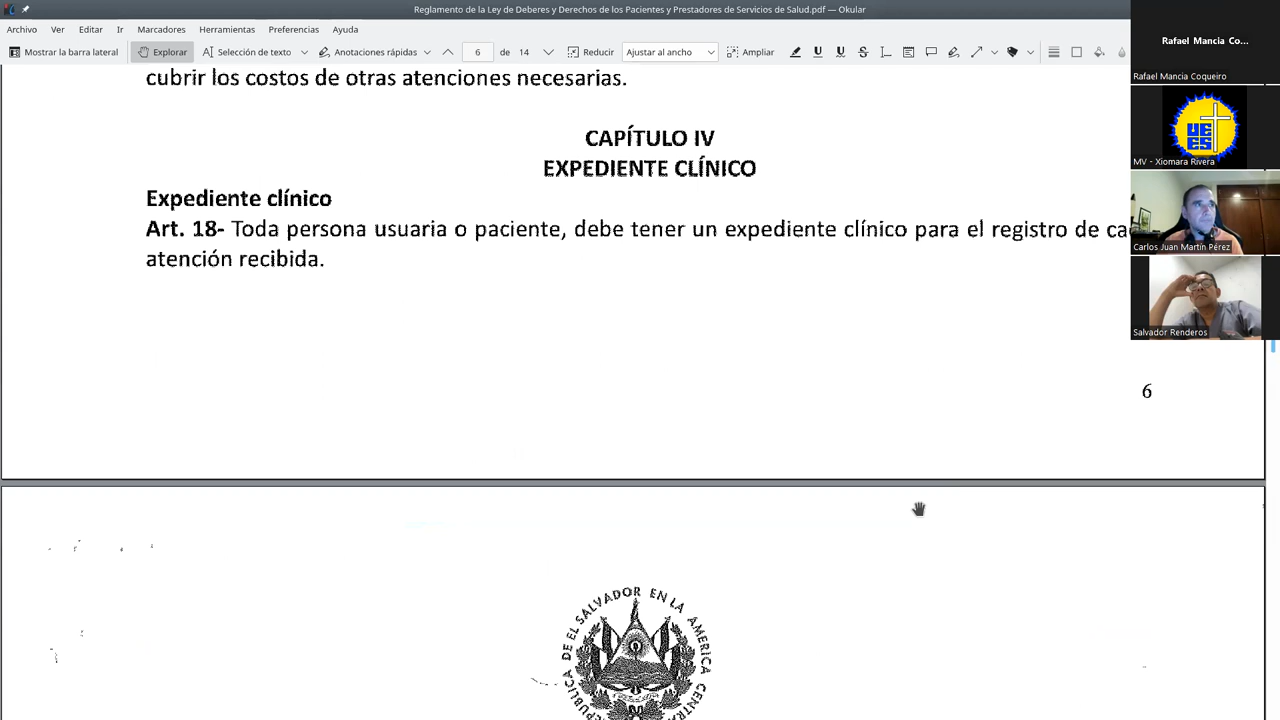 Reglamento de la Ley de Deberes y Derechos de los Pacientes y Prestadores de Servicios de Salud.pdf — Okular
Archivo Ver Editar Ir Marcadores Herramientas Preferencias Ayuda
Mostrar la barra lateral Explorar Selección de texto Anotaciones rápidas 6 de 14 Reducir Ajustar al ancho Ampliar
Rafael Mancia Co...
Rafael Mancia Coqueiro
UE
ES
MV - Xiomara Rivera
Carlos Juan Martín Pérez
Salvador Renderos
cubrir los costos de otras atenciones necesarias.
CAPÍTULO IV
EXPEDIENTE CLÍNICO
Expediente clínico
Art. 18- Toda persona usuaria o paciente, debe tener un expediente clínico para el registro de ca
atención recibida.
6
REPUBLICA DE EL SALVADOR EN LA AMERICA CENTRA